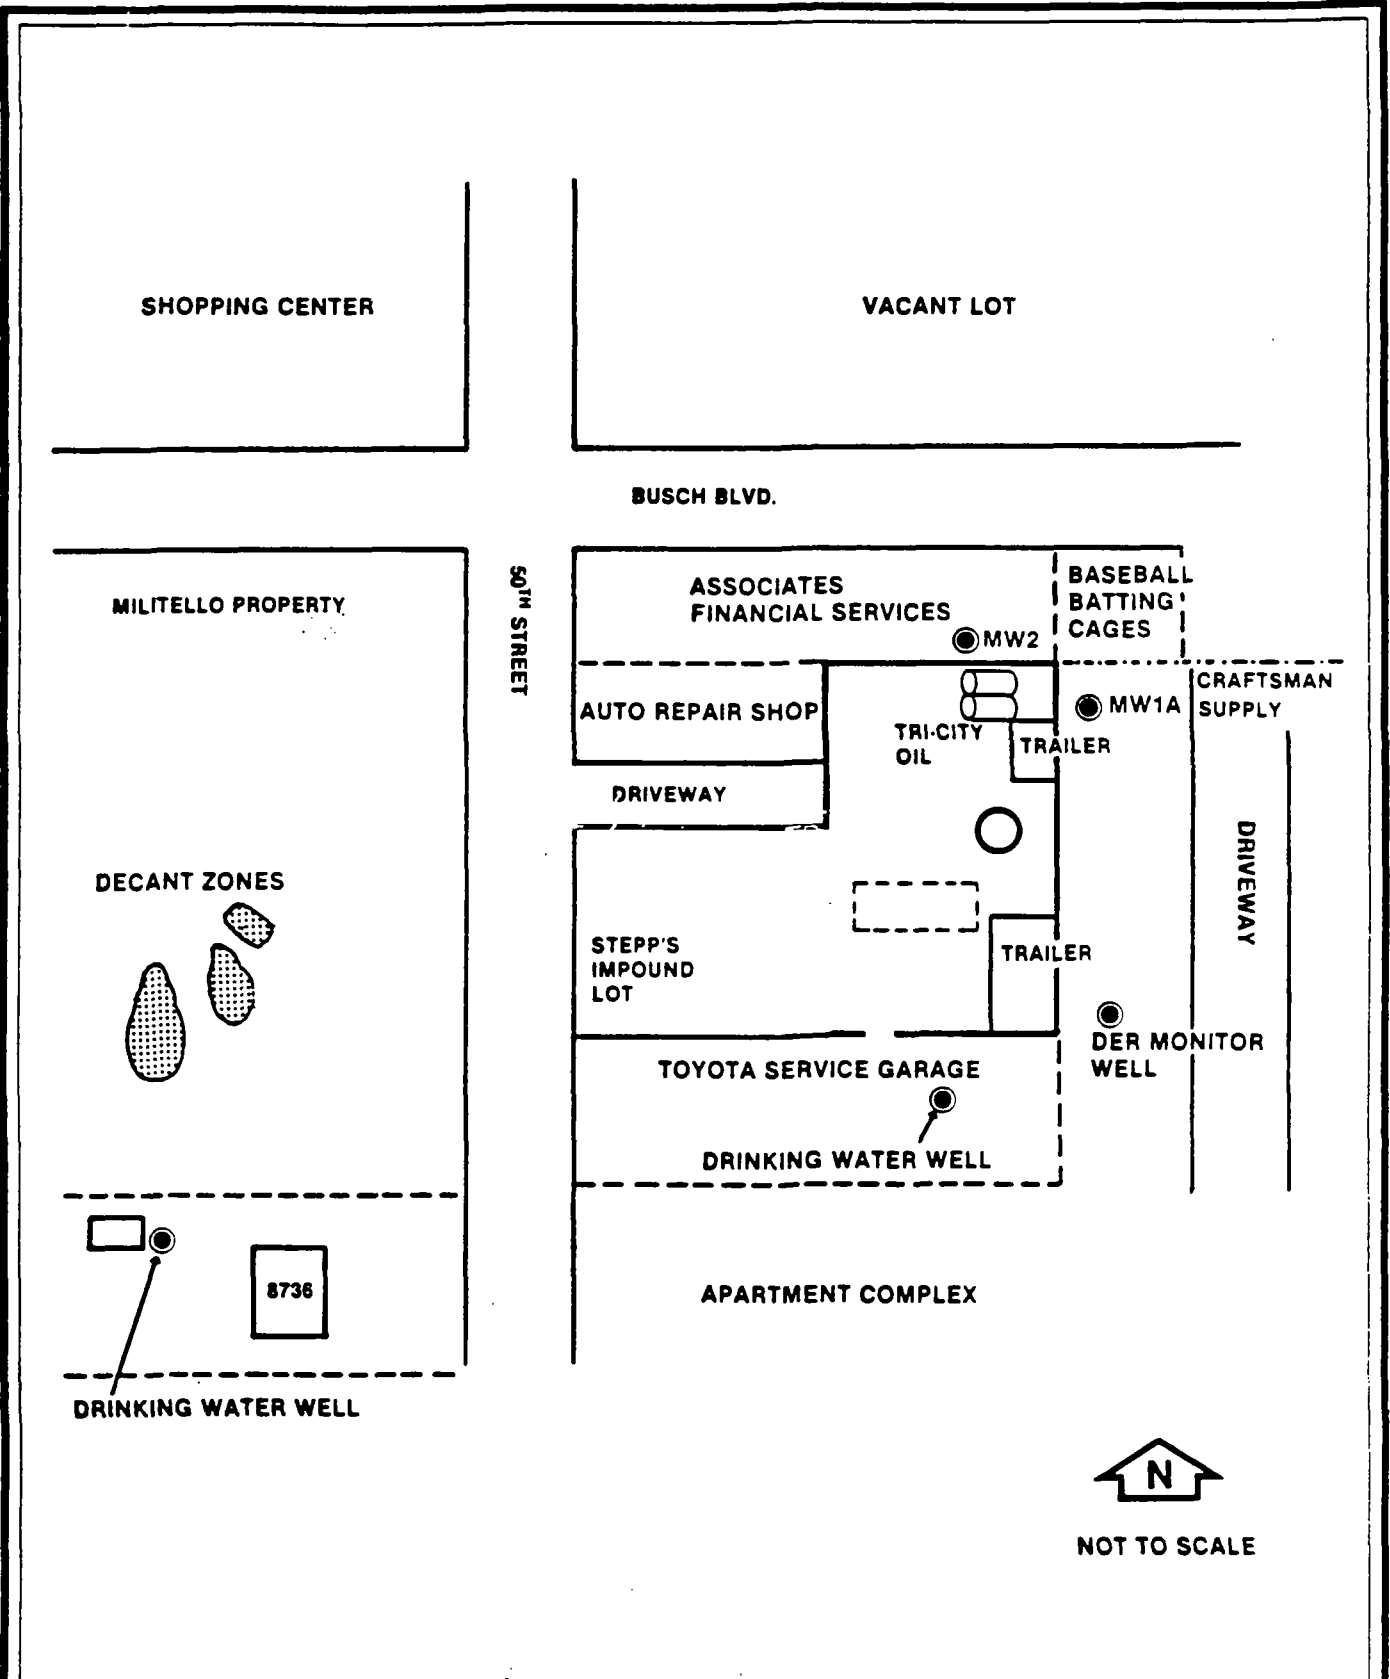 SHOPPING CENTER
VACANT LOT
BUSCH BLVD.
MILITELLO PROPERTY
50TH STREET
ASSOCIATES
FINANCIAL SERVICES
MW2
BASEBALL
BATTING
CAGES
AUTO REPAIR SHOP
TRI-CITY
OIL
TRAILER
MW1A
CRAFTSMAN
SUPPLY
DRIVEWAY
DRIVEWAY
DECANT ZONES
STEPP'S
IMPOUND
LOT
TRAILER
DER MONITOR
WELL
TOYOTA SERVICE GARAGE
DRINKING WATER WELL
8736
APARTMENT COMPLEX
DRINKING WATER WELL
N
NOT TO SCALE